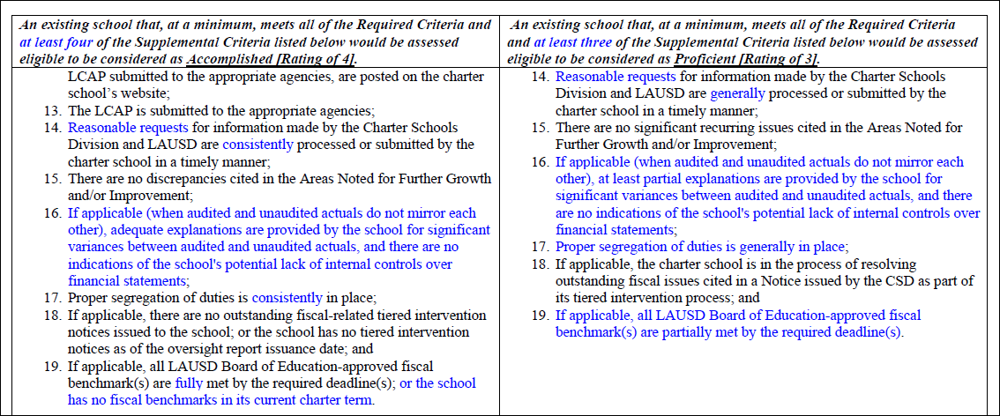 An existing school that, at a minimum, meets all of the Required Criteria and
at least four of the Supplemental Criteria listed below would be assessed
eligible to be considered as Accomplished [Rating of 4].
LCAP submitted to the appropriate agencies, are posted on the charter
school’s website;
13. The LCAP is submitted to the appropriate agencies;
14. Reasonable requests for information made by the Charter Schools
Division and LAUSD are consistently processed or submitted by the
charter school in a timely manner;
15. There are no discrepancies cited in the Areas Noted for Further Growth
and/or Improvement;
16. If applicable (when audited and unaudited actuals do not mirror each
other), adequate explanations are provided by the school for significant
variances between audited and unaudited actuals, and there are no
indications of the school's potential lack of internal controls over
financial statements;
17. Proper segregation of duties is consistently in place;
18. If applicable, there are no outstanding fiscal-related tiered intervention
notices issued to the school; or the school has no tiered intervention
notices as of the oversight report issuance date; and
19. If applicable, all LAUSD Board of Education-approved fiscal
benchmark(s) are fully met by the required deadline(s); or the school
has no fiscal benchmarks in its current charter term.
An existing school that, at a minimum, meets all of the Required Criteria
and at least three of the Supplemental Criteria listed below would be assessed
eligible to be considered as Proficient [Rating of 3].
14. Reasonable requests for information made by the Charter Schools
Division and LAUSD are generally processed or submitted by the
charter school in a timely manner;
15. There are no significant recurring issues cited in the Areas Noted for
Further Growth and/or Improvement;
16. If applicable (when audited and unaudited actuals do not mirror each
other), at least partial explanations are provided by the school for
significant variances between audited and unaudited actuals, and there
are no indications of the school's potential lack of internal controls over
financial statements;
17. Proper segregation of duties is generally in place;
18. If applicable, the charter school is in the process of resolving
outstanding fiscal issues cited in a Notice issued by the CSD as part of
its tiered intervention process; and
19. If applicable, all LAUSD Board of Education-approved fiscal
benchmark(s) are partially met by the required deadline(s).